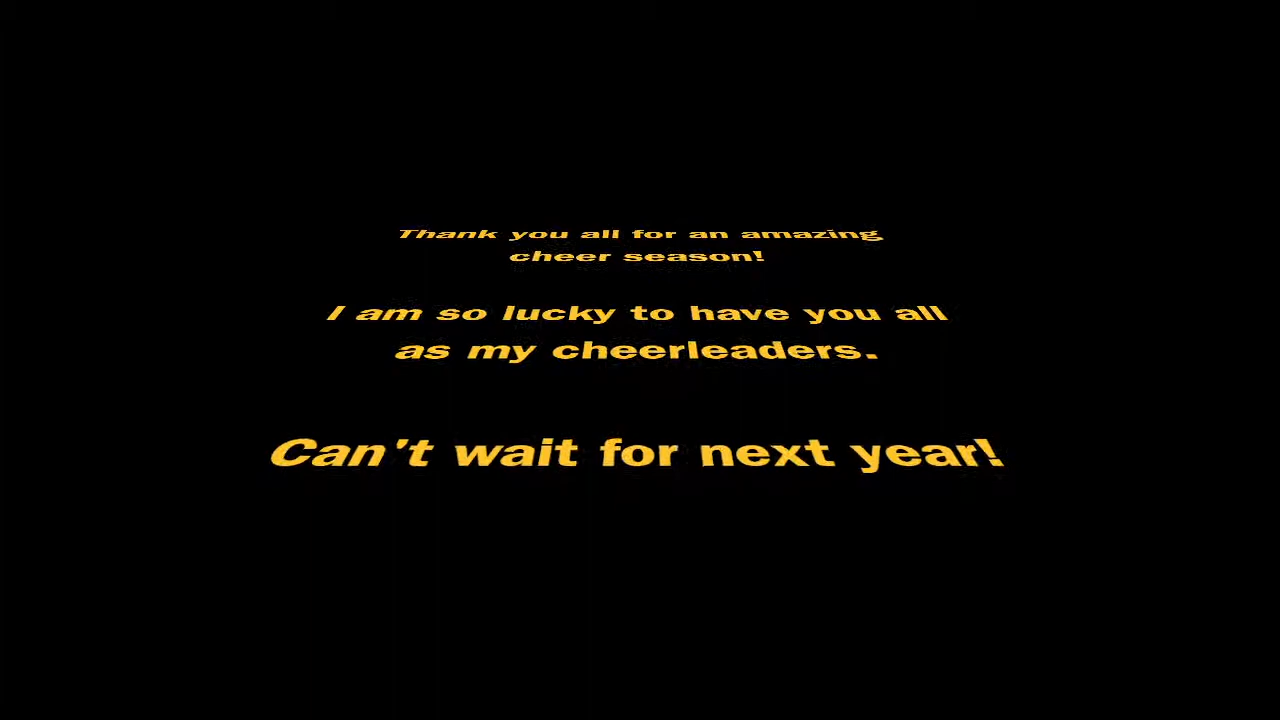 Thank you all for an amazing
cheer season!
I am so lucky to have you all
as my cheerleaders.
Can't wait for next year!